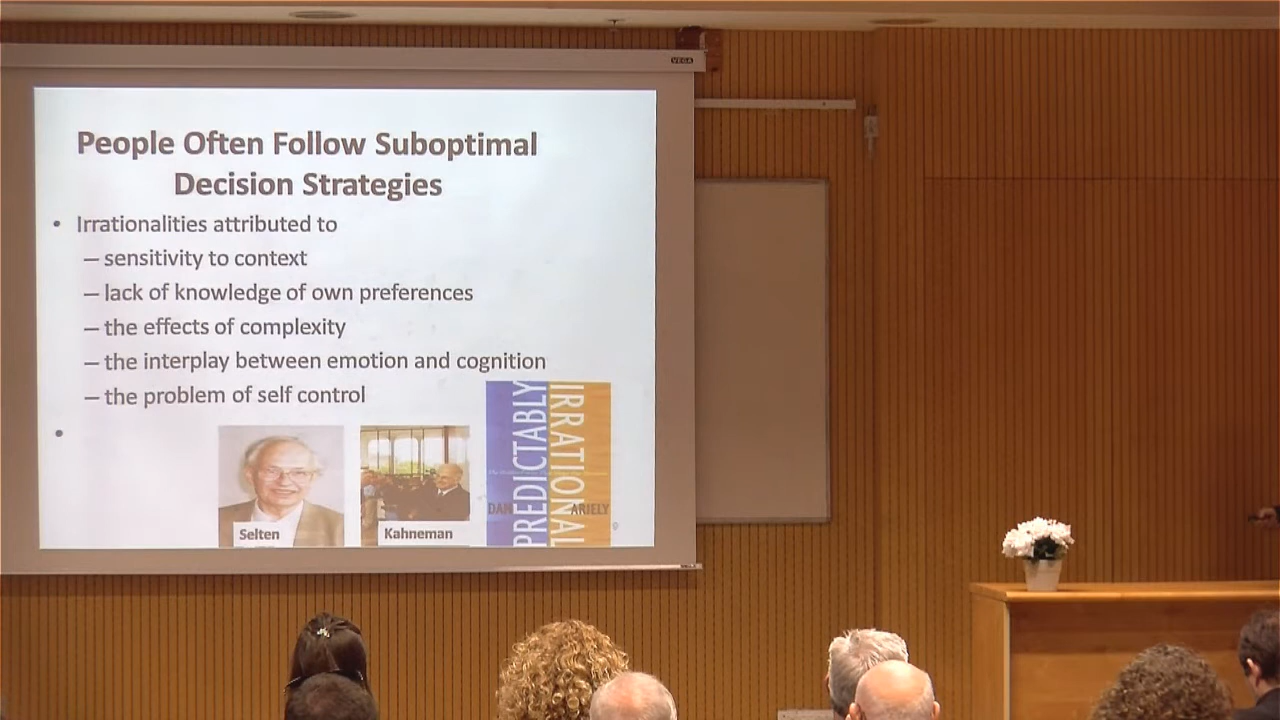 VEGA
People Often Follow Suboptimal
Decision Strategies
• Irrationalities attributed to
– sensitivity to context
– lack of knowledge of own preferences
– the effects of complexity
– the interplay between emotion and cognition
– the problem of self control
•
Selten
Kahneman
PREDICTABLY
IRRATIONAL
DAN ARIELY
9